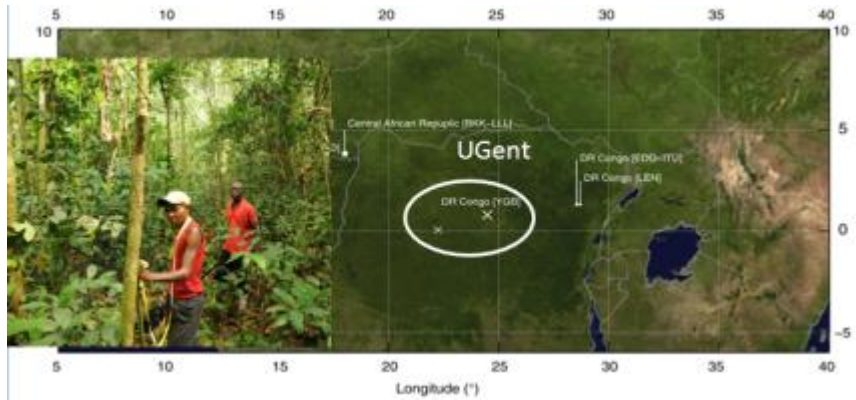 5 10 15 20 25 30 35 40
10 10
Central African Repuplic [BKK-LLL]
5
UGent
DR Congo [EDO-ITU]
DR Congo [LEN]
DR Congo [YGB]
0
-5
5 10 15 20 25 30 35 40
Longitude (°)